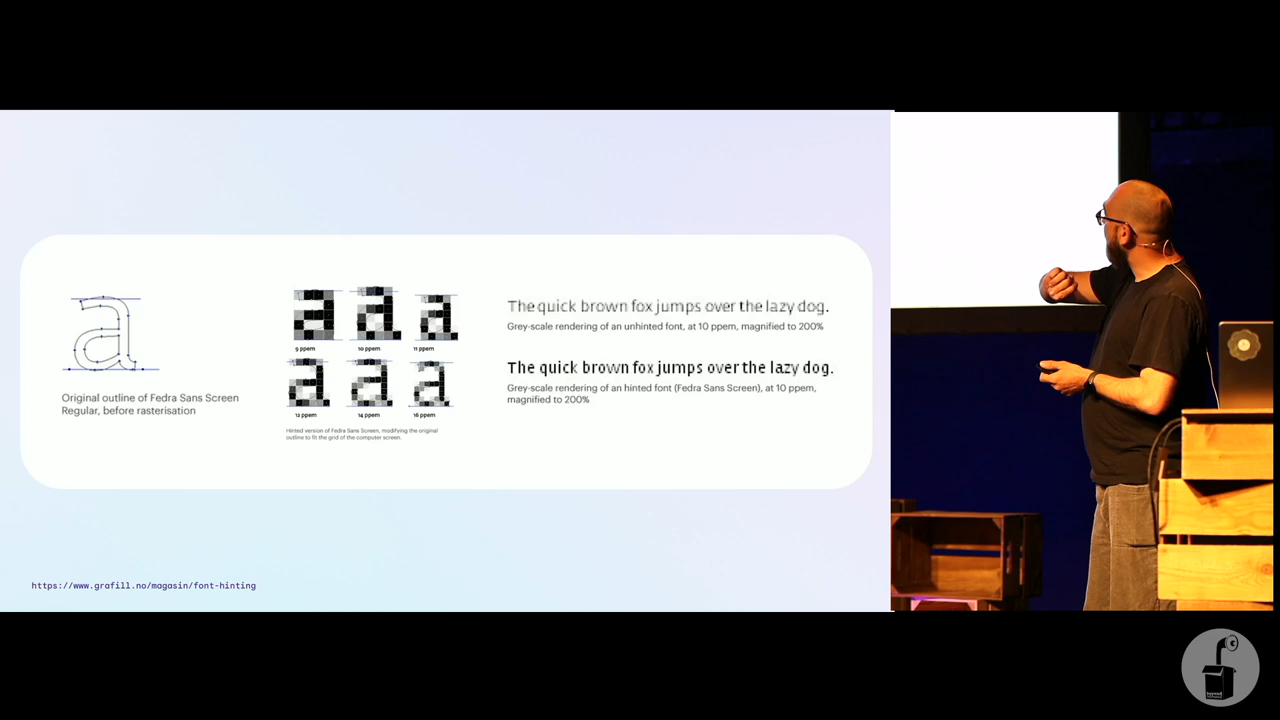 Original outline of Fedra Sans Screen
Regular, before rasterisation
9 ppem
10 ppem
11 ppem
12 ppem
14 ppem
16 ppem
Hinted version of Fedra Sans Screen, modifying the original
outline to fit the grid of the computer screen.
The quick brown fox jumps over the lazy dog.
Grey-scale rendering of an unhinted font, at 10 ppem, magnified to 200%
The quick brown fox jumps over the lazy dog.
Grey-scale rendering of an hinted font (Fedra Sans Screen), at 10 ppem,
magnified to 200%
https://www.grafill.no/magasin/font-hinting